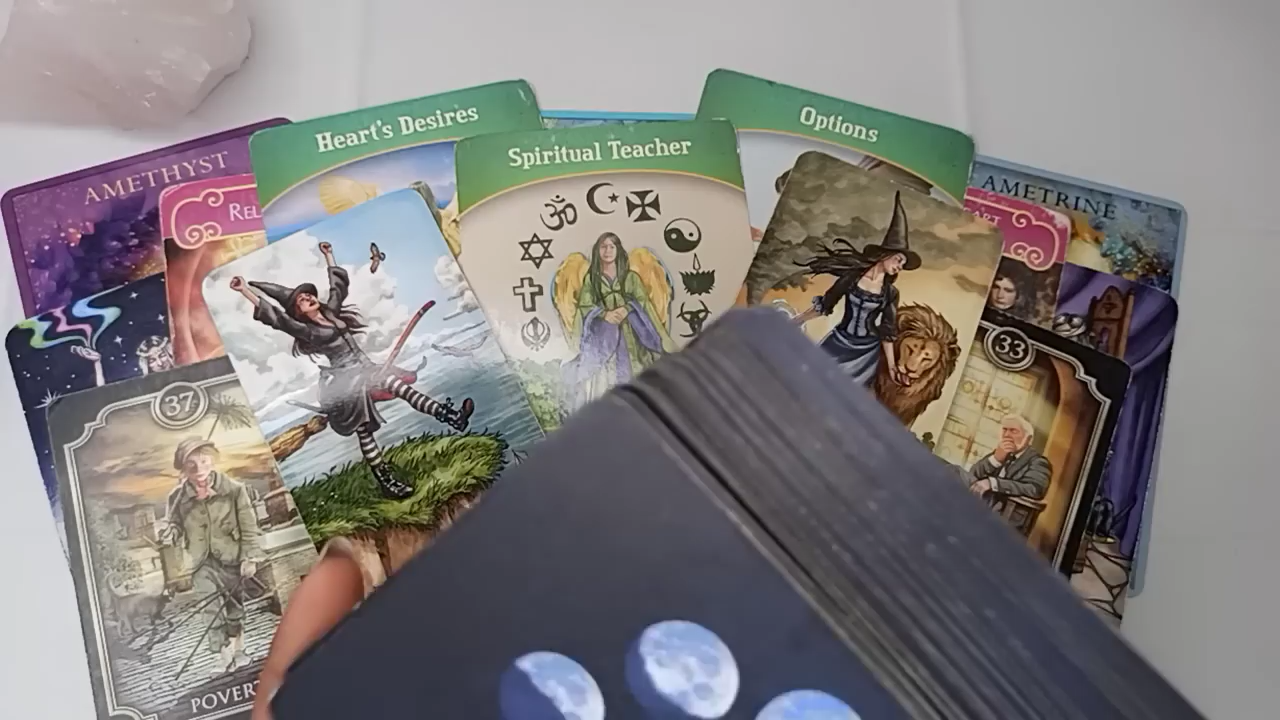 Heart's Desires
Options
Spiritual Teacher
AMETHYST
AMETRINE
33
37